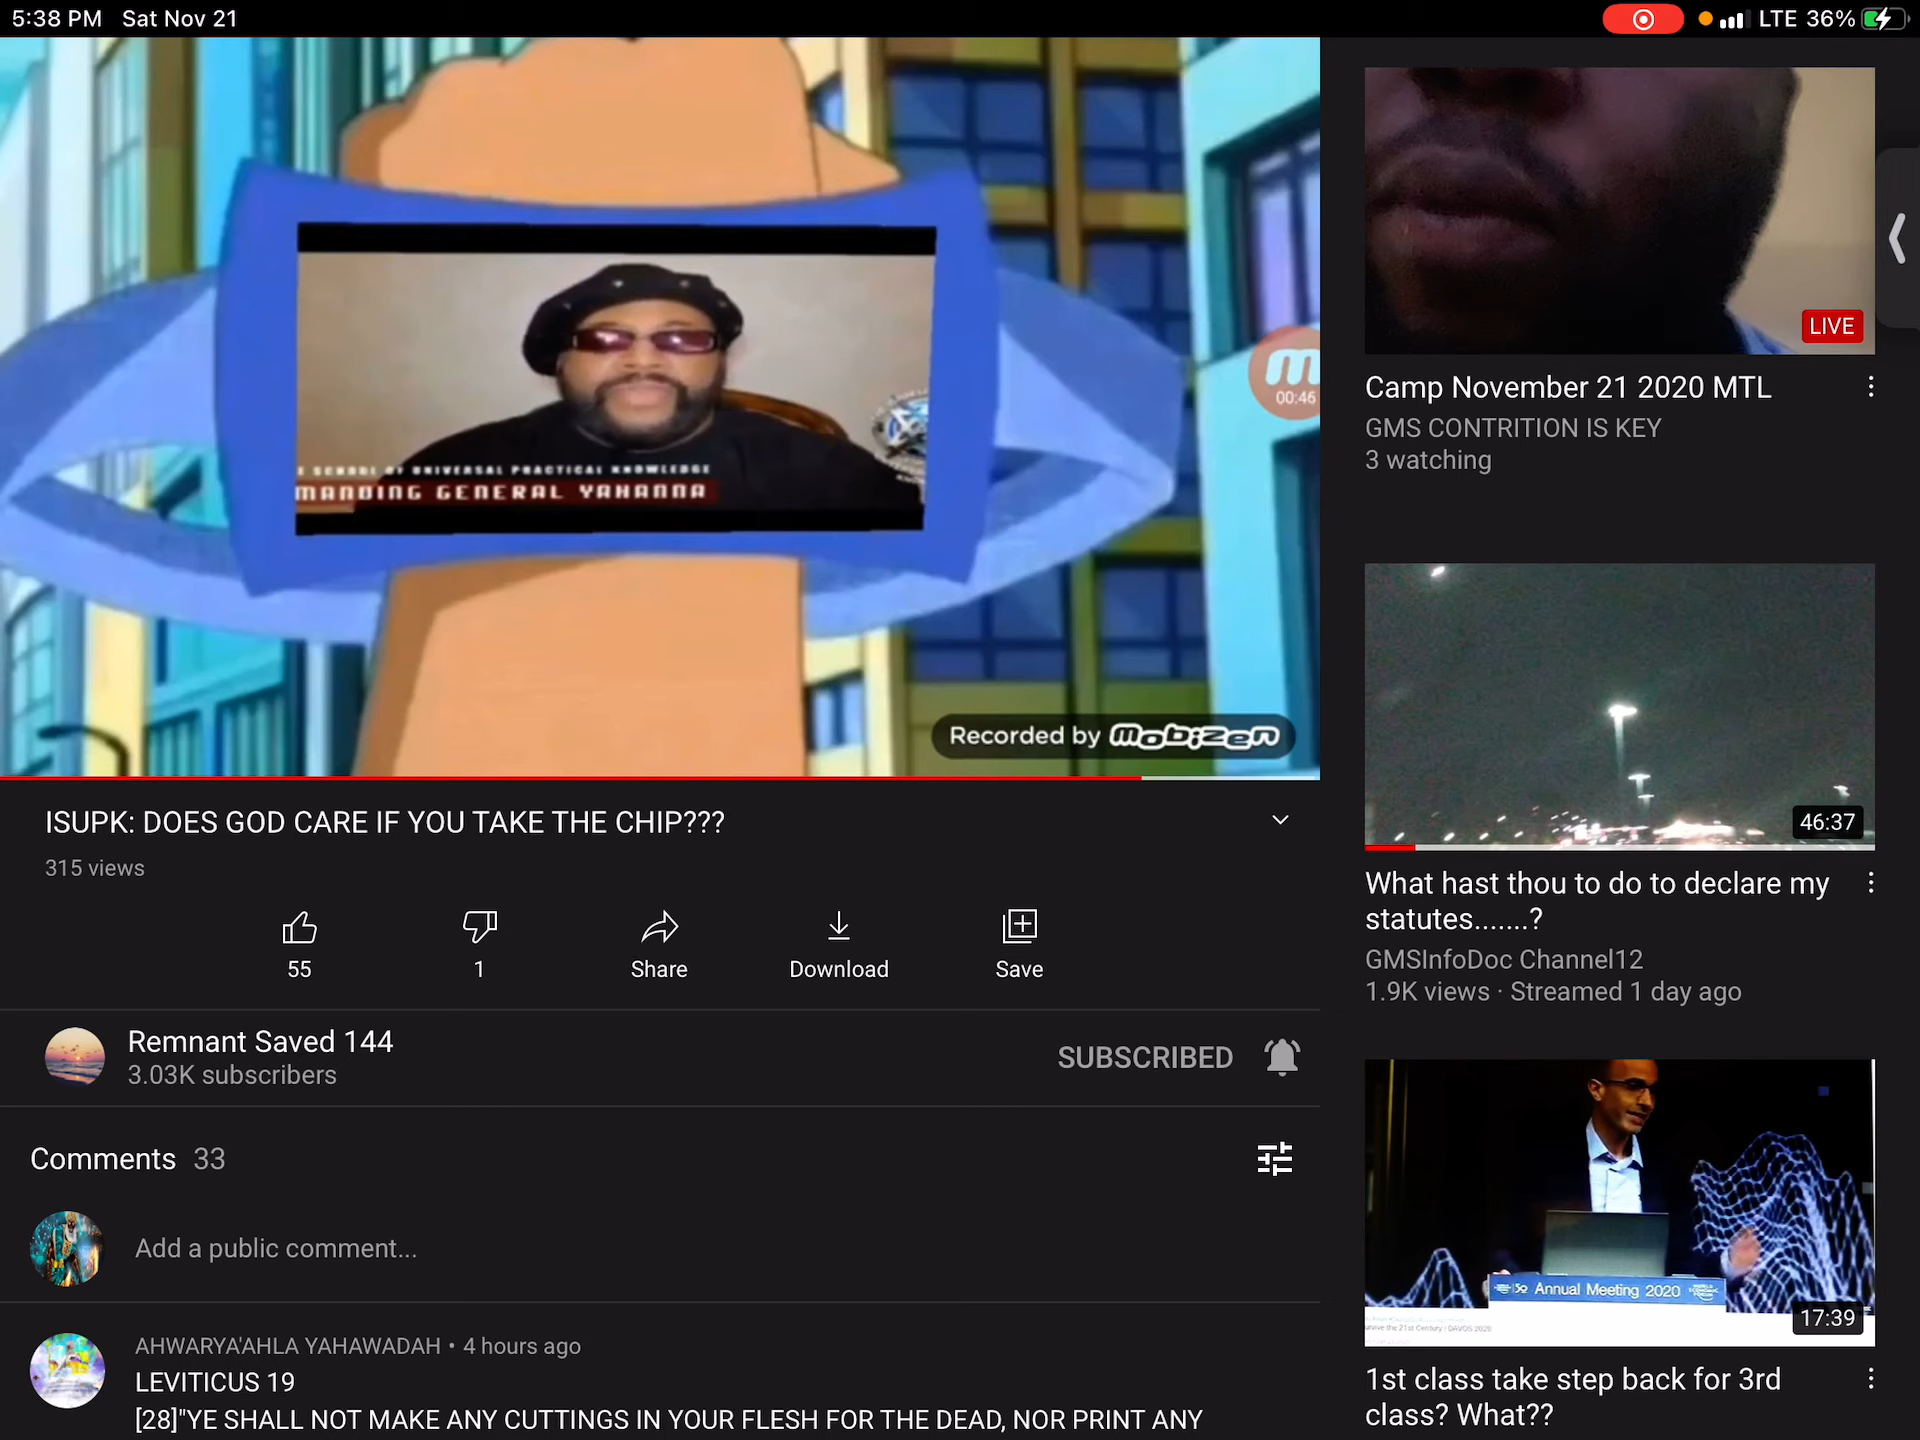 5:38 PM Sat Nov 21
LTE 36%
SCHOOL OF UNIVERSAL PRACTICAL KNOWLEDGE
MANDING GENERAL YAHANNA
00:46
Recorded by Mobizen
ISUPK: DOES GOD CARE IF YOU TAKE THE CHIP???
315 views
55
1
Share
Download
Save
Remnant Saved 144
3.03K subscribers
SUBSCRIBED
Comments 33
Add a public comment...
AHWARYA'AHLA YAHAWADAH • 4 hours ago
LEVITICUS 19
[28]"YE SHALL NOT MAKE ANY CUTTINGS IN YOUR FLESH FOR THE DEAD, NOR PRINT ANY
LIVE
Camp November 21 2020 MTL
GMS CONTRITION IS KEY
3 watching
46:37
What hast thou to do to declare my
statutes.......?
GMSInfoDoc Channel12
1.9K views · Streamed 1 day ago
Annual Meeting 2020
17:39
1st class take step back for 3rd
class? What??